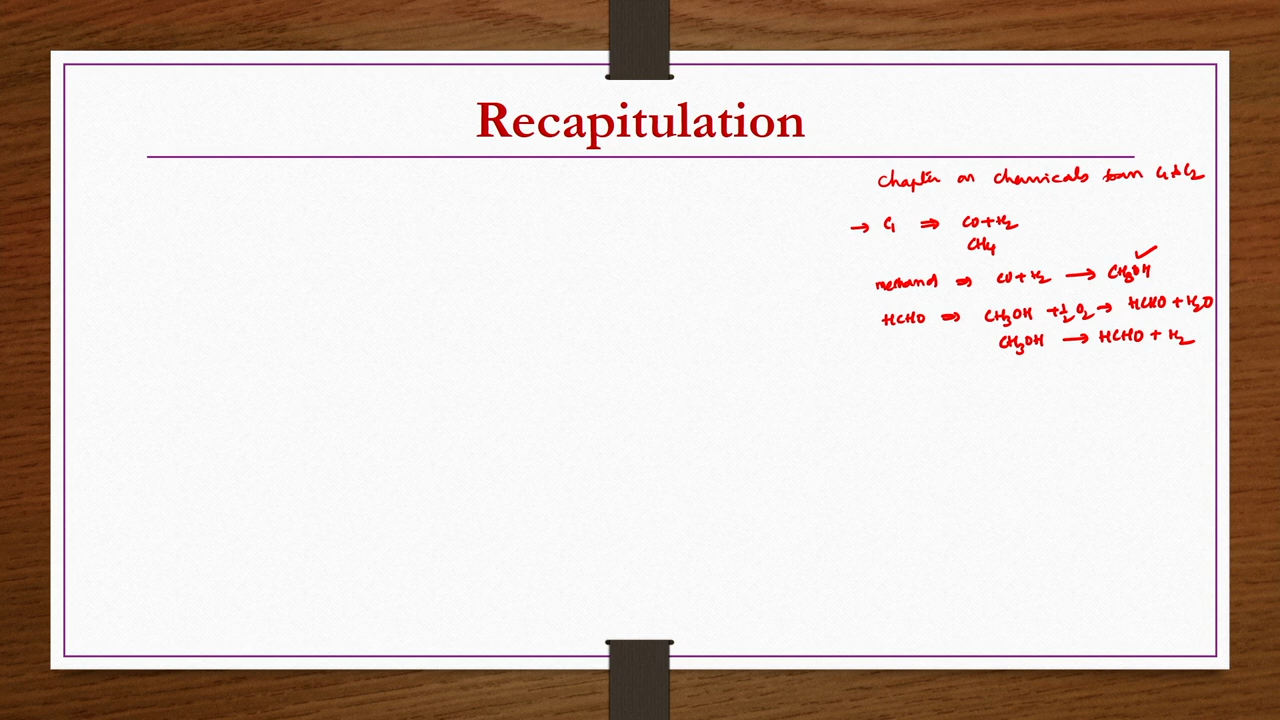 Recapitulation
Chapter on chemicals from C1 & C2
→ C1 ⇒ CO+H2
CH4
methanol ⇒ CO+H2 → CH3OH ✓
HCHO ⇒ CH3OH +½O2 → HCHO + H2O
CH3OH → HCHO + H2